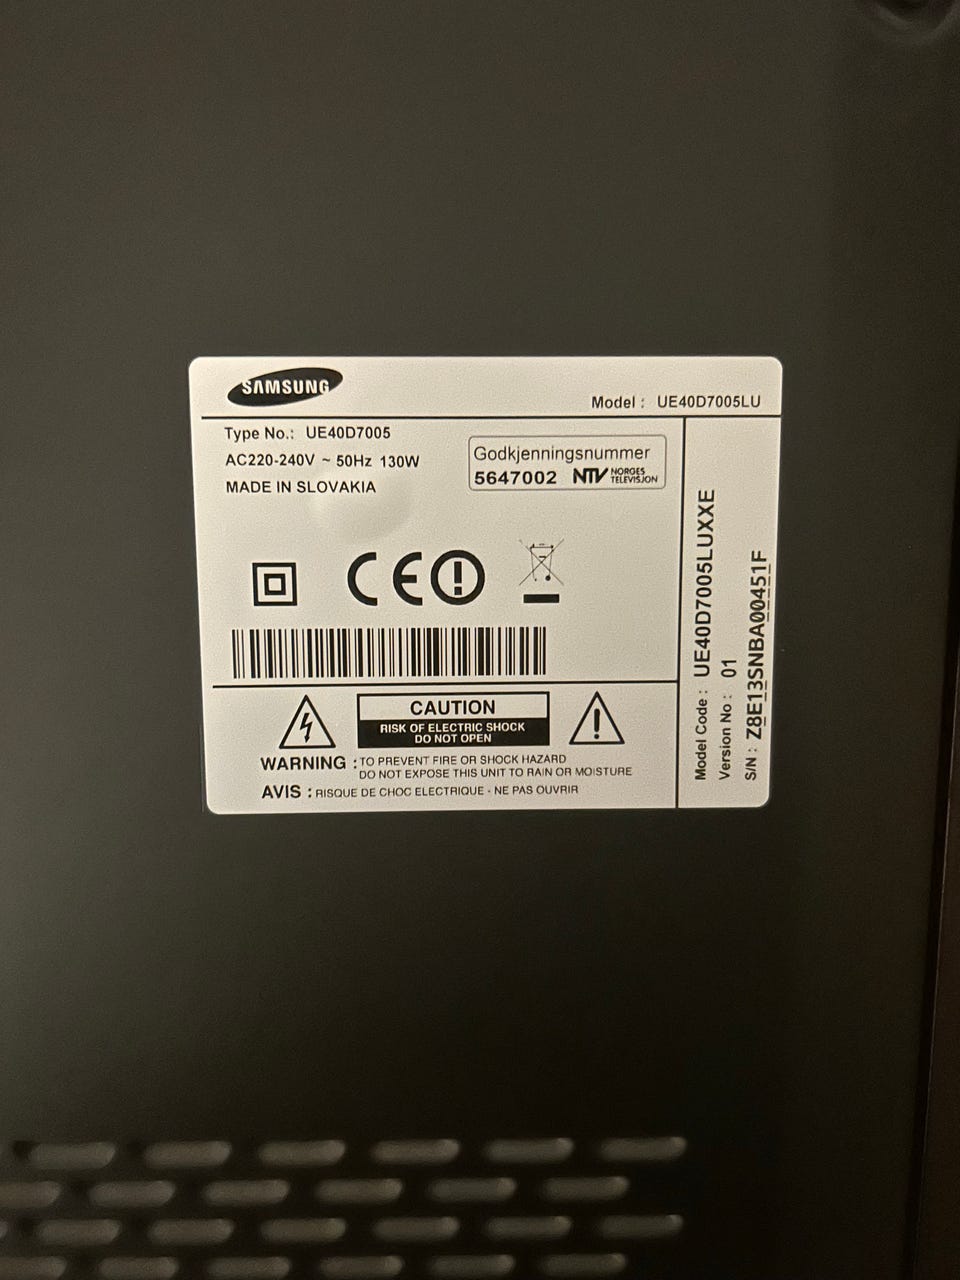 SAMSUNG
Model : UE40D7005LU
Type No.: UE40D7005
AC220-240V ~ 50Hz 130W
MADE IN SLOVAKIA
Godkjenningsnummer
5647002 NTV NORGES
TELEVISJON
CE
CAUTION
RISK OF ELECTRIC SHOCK
DO NOT OPEN
WARNING : TO PREVENT FIRE OR SHOCK HAZARD
DO NOT EXPOSE THIS UNIT TO RAIN OR MOISTURE
AVIS : RISQUE DE CHOC ELECTRIQUE - NE PAS OUVRIR
Model Code : UE40D7005LUXXE
Version No : 01
S/N : Z8E13SNBA00451F